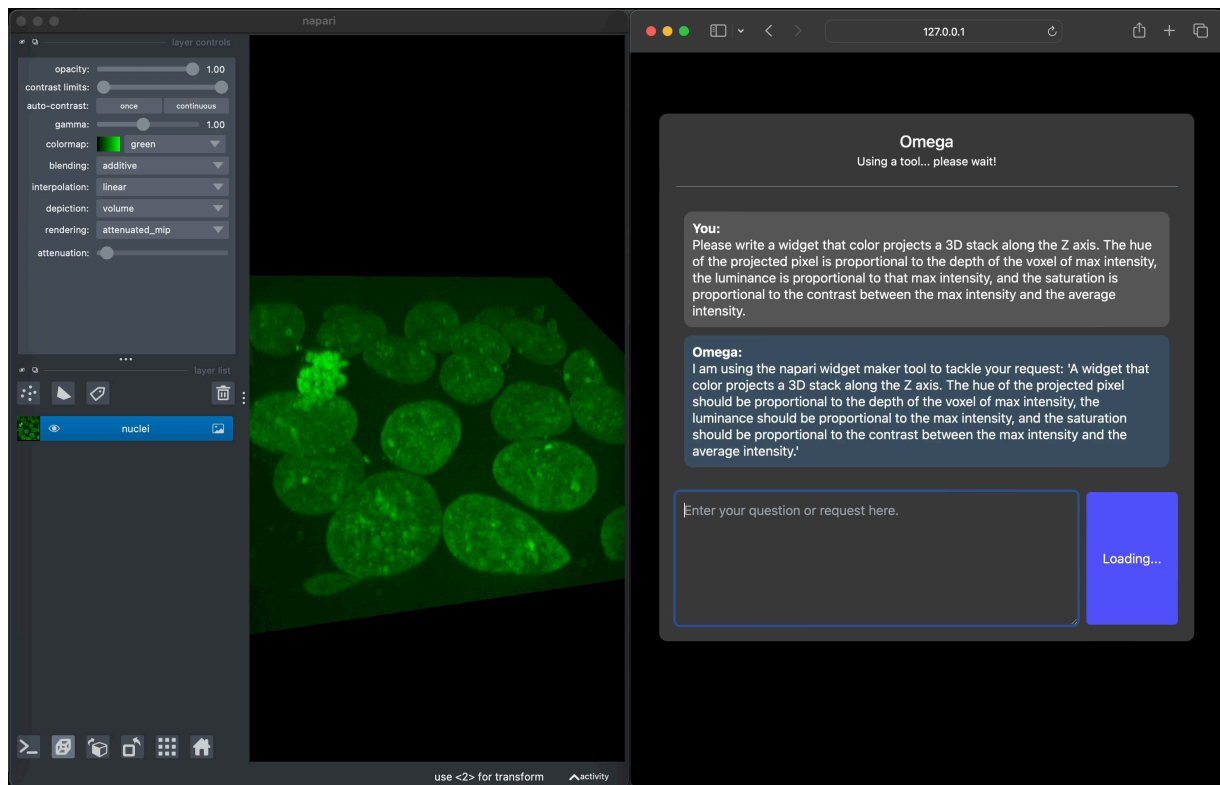 napari
layer controls
opacity: 1.00
contrast limits:
auto-contrast: once continuous
gamma: 1.00
colormap: green
blending: additive
interpolation: linear
depiction: volume
rendering: attenuated_mip
attenuation:
layer list
nuclei
use <2> for transform
activity
127.0.0.1
Omega
Using a tool... please wait!
You:
Please write a widget that color projects a 3D stack along the Z axis. The hue
of the projected pixel is proportional to the depth of the voxel of max intensity,
the luminance is proportional to that max intensity, and the saturation is
proportional to the contrast between the max intensity and the average
intensity.
Omega:
I am using the napari widget maker tool to tackle your request: 'A widget that
color projects a 3D stack along the Z axis. The hue of the projected pixel
should be proportional to the depth of the voxel of max intensity, the
luminance should be proportional to the max intensity, and the saturation
should be proportional to the contrast between the max intensity and the
average intensity.'
Enter your question or request here.
Loading...